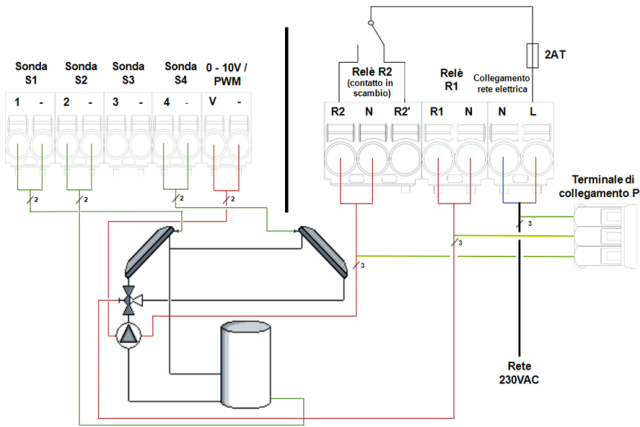 2AT
Sonda
S1
Sonda
S2
Sonda
S3
Sonda
S4
0 - 10V /
PWM
Relè R2
(contatto in
scambio)
Relè
R1
Collegamento
rete elettrica
1 - 2 - 3 - 4 - V -
R2 N R2' R1 N N L
Terminale di
collegamento P
2
2
2
2
3
3
3
Rete
230VAC